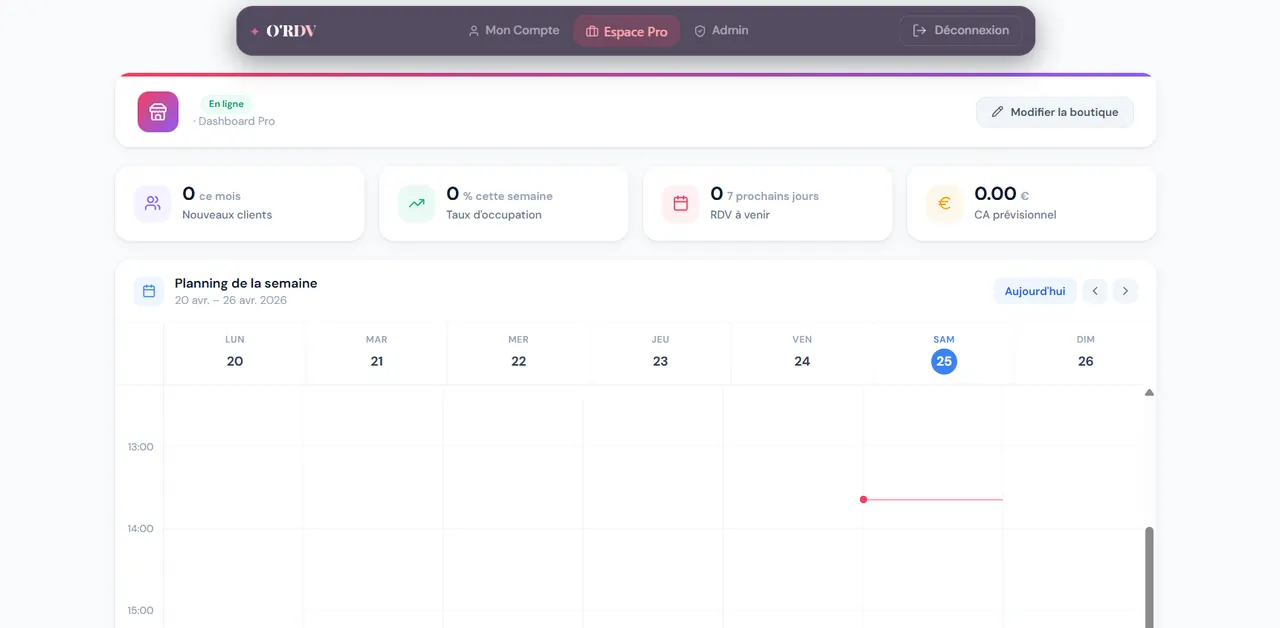 O'RDV
Mon Compte
Espace Pro
Admin
Déconnexion
En ligne
· Dashboard Pro
Modifier la boutique
0 ce mois
Nouveaux clients
0 % cette semaine
Taux d'occupation
0 7 prochains jours
RDV à venir
0.00 €
CA prévisionnel
Planning de la semaine
20 avr. – 26 avr. 2026
Aujourd'hui
LUN MAR MER JEU VEN SAM DIM
20 21 22 23 24 25 26
13:00
14:00
15:00